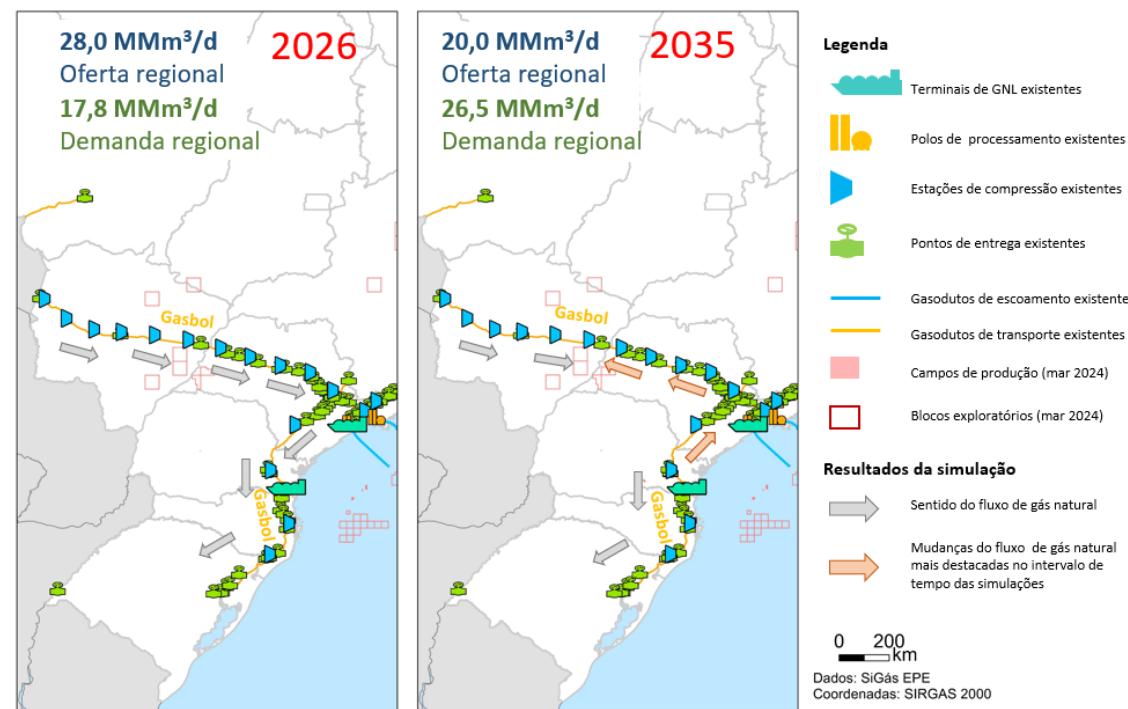 28,0 MMm³/d
Oferta regional
17,8 MMm³/d
Demanda regional
2026
Gasbol
Gasbol
20,0 MMm³/d
Oferta regional
26,5 MMm³/d
Demanda regional
2035
Gasbol
Gasbol
Legenda
Terminais de GNL existentes
Polos de processamento existentes
Estações de compressão existentes
Pontos de entrega existentes
Gasodutos de escoamento existente
Gasodutos de transporte existentes
Campos de produção (mar 2024)
Blocos exploratórios (mar 2024)
Resultados da simulação
Sentido do fluxo de gás natural
Mudanças do fluxo de gás natural
mais destacadas no intervalo de
tempo das simulações
0 200
km
Dados: SiGás EPE
Coordenadas: SIRGAS 2000